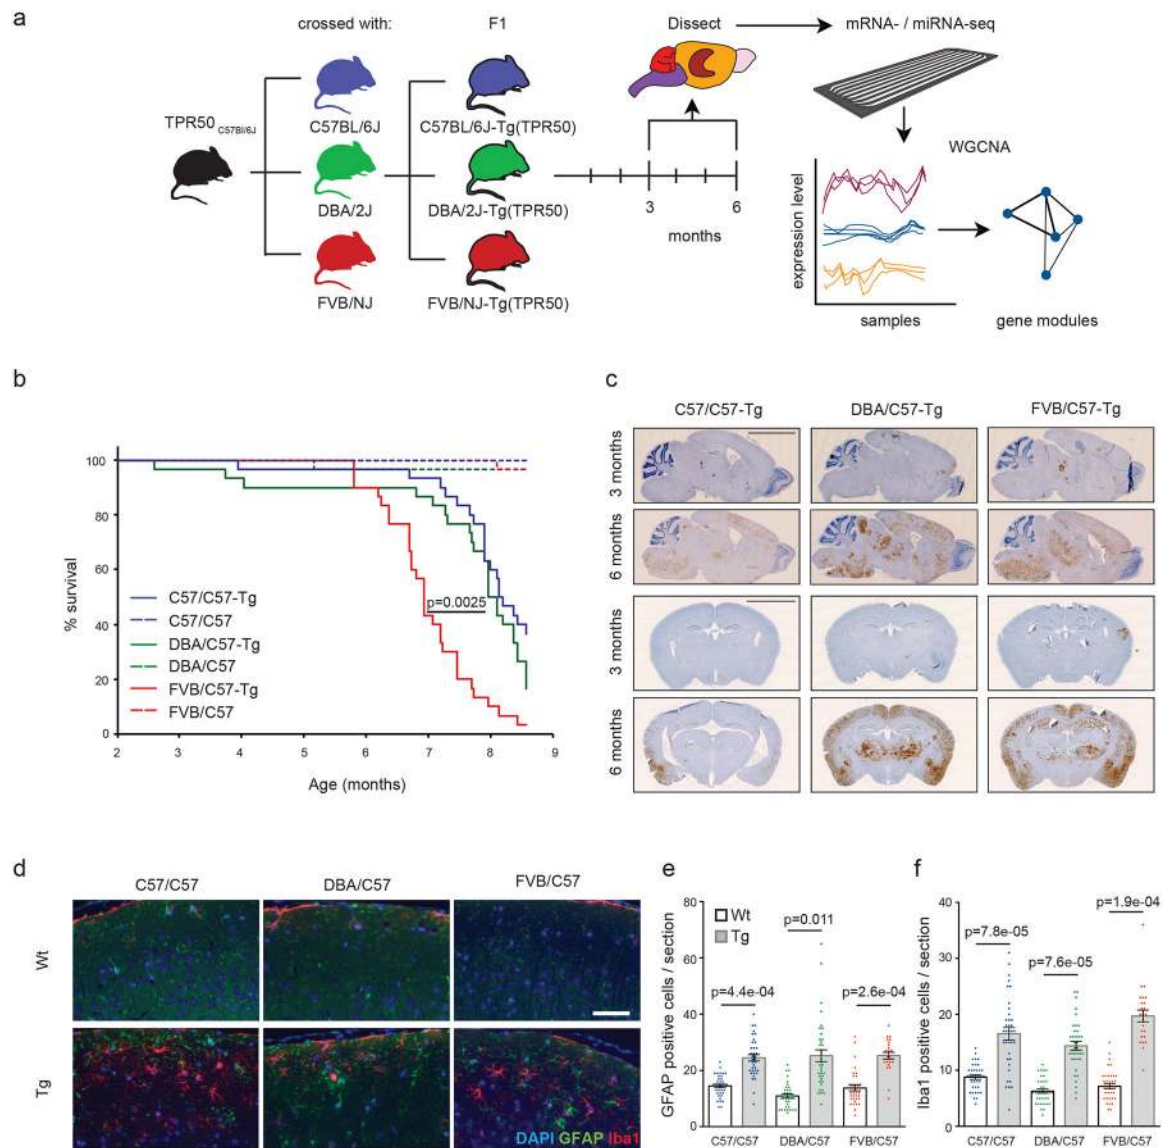 a
crossed with:
F1
Dissect
mRNA- / miRNA-seq
TPR50 C57Bl/6J
C57BL/6J
C57BL/6J-Tg(TPR50)
WGCNA
DBA/2J
DBA/2J-Tg(TPR50)
3
6
months
expression level
FVB/NJ
FVB/NJ-Tg(TPR50)
samples
gene modules
b
% survival
100
80
60
40
20
0
p=0.0025
C57/C57-Tg
C57/C57
DBA/C57-Tg
DBA/C57
FVB/C57-Tg
FVB/C57
2 3 4 5 6 7 8 9
Age (months)
c
C57/C57-Tg
DBA/C57-Tg
FVB/C57-Tg
3 months
6 months
3 months
6 months
d
C57/C57
DBA/C57
FVB/C57
Wt
Tg
DAPI GFAP Iba1
e
GFAP positive cells / section
80
60
40
20
0
Wt
Tg
p=4.4e-04
p=0.011
p=2.6e-04
C57/C57 DBA/C57 FVB/C57
f
Iba1 positive cells / section
40
30
20
10
0
p=7.8e-05
p=7.6e-05
p=1.9e-04
C57/C57 DBA/C57 FVB/C57